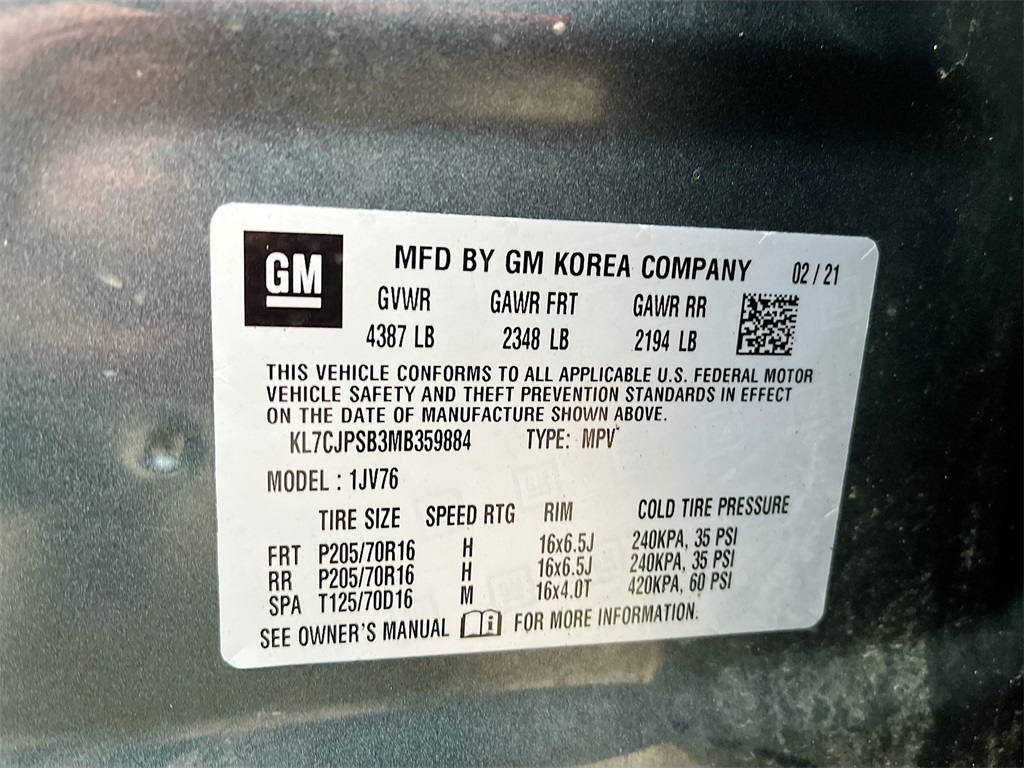 GM
MFD BY GM KOREA COMPANY 02/21
GVWR GAWR FRT GAWR RR
4387 LB 2348 LB 2194 LB
THIS VEHICLE CONFORMS TO ALL APPLICABLE U.S. FEDERAL MOTOR
VEHICLE SAFETY AND THEFT PREVENTION STANDARDS IN EFFECT
ON THE DATE OF MANUFACTURE SHOWN ABOVE.
KL7CJPSB3MB359884 TYPE: MPV
MODEL : 1JV76
TIRE SIZE SPEED RTG RIM COLD TIRE PRESSURE
FRT P205/70R16 H 16x6.5J 240KPA, 35 PSI
RR P205/70R16 H 16x6.5J 240KPA, 35 PSI
SPA T125/70D16 M 16x4.0T 420KPA, 60 PSI
SEE OWNER'S MANUAL i FOR MORE INFORMATION.